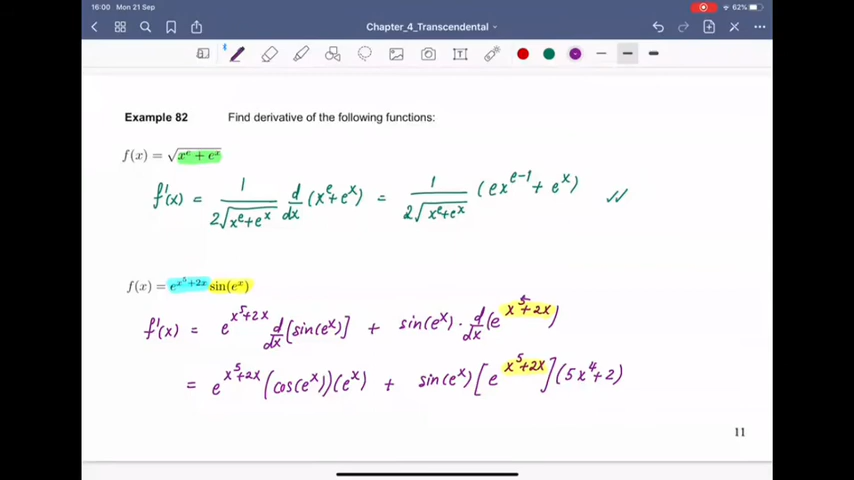 16:00 Mon 21 Sep
62%
Chapter_4_Transcendental
Example 82 Find derivative of the following functions:
f(x) = √(x^e + e^x)
f'(x) = 1/(2√(x^e+e^x)) d/dx (x^e+e^x) = 1/(2√(x^e+e^x)) (ex^(e-1) + e^x)
f(x) = e^(x^5+2x) sin(e^x)
f'(x) = e^(x^5+2x) d/dx [sin(e^x)] + sin(e^x) · d/dx (e^(x^5+2x))
= e^(x^5+2x) (cos(e^x))(e^x) + sin(e^x) [e^(x^5+2x)] (5x^4+2)
11